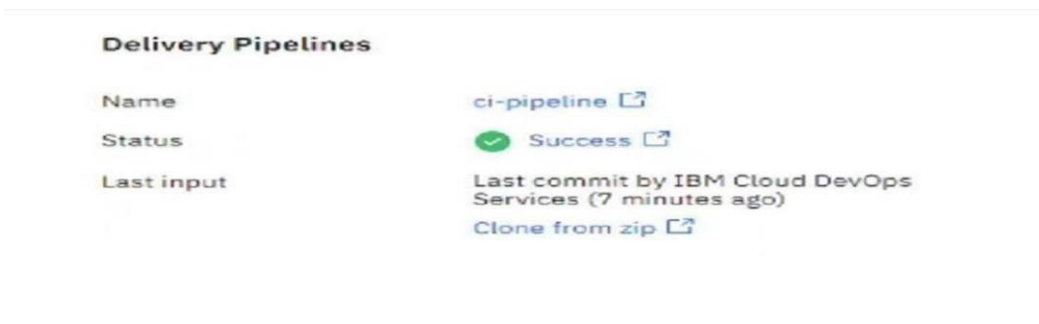 Delivery Pipelines
Name
ci-pipeline
Status
Success
Last input
Last commit by IBM Cloud DevOps
Services (7 minutes ago)
Clone from zip